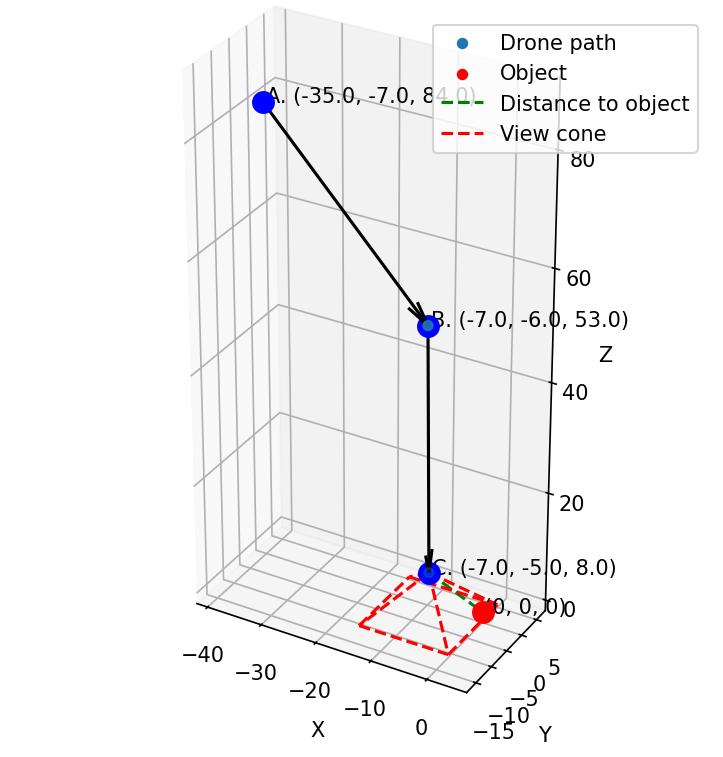 Drone path
Object
Distance to object
View cone
A. (-35.0, -7.0, 84.0)
B. (-7.0, -6.0, 53.0)
C. (-7.0, -5.0, 8.0)
(0, 0, 0)
80
60
Z
40
20
0
−40
−30
−20
−10
0
X
5
0
−5
−10
−15
Y